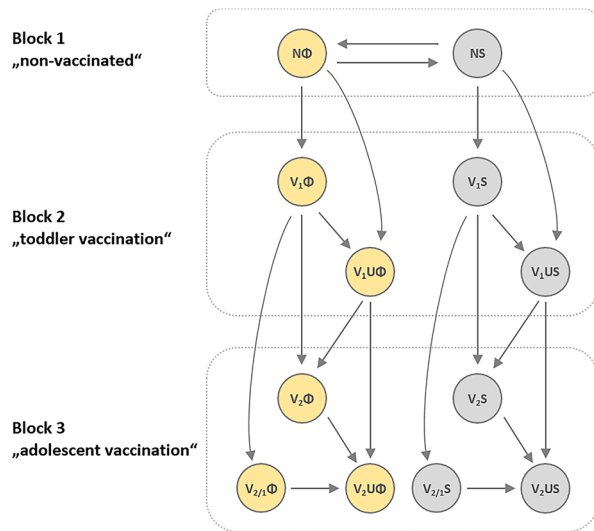 Block 1
„non-vaccinated“
NΦ
NS
V₁Φ
V₁S
Block 2
„toddler vaccination“
V₁UΦ
V₁US
V₂Φ
V₂S
Block 3
„adolescent vaccination“
V₂/₁Φ
V₂UΦ
V₂/₁S
V₂US